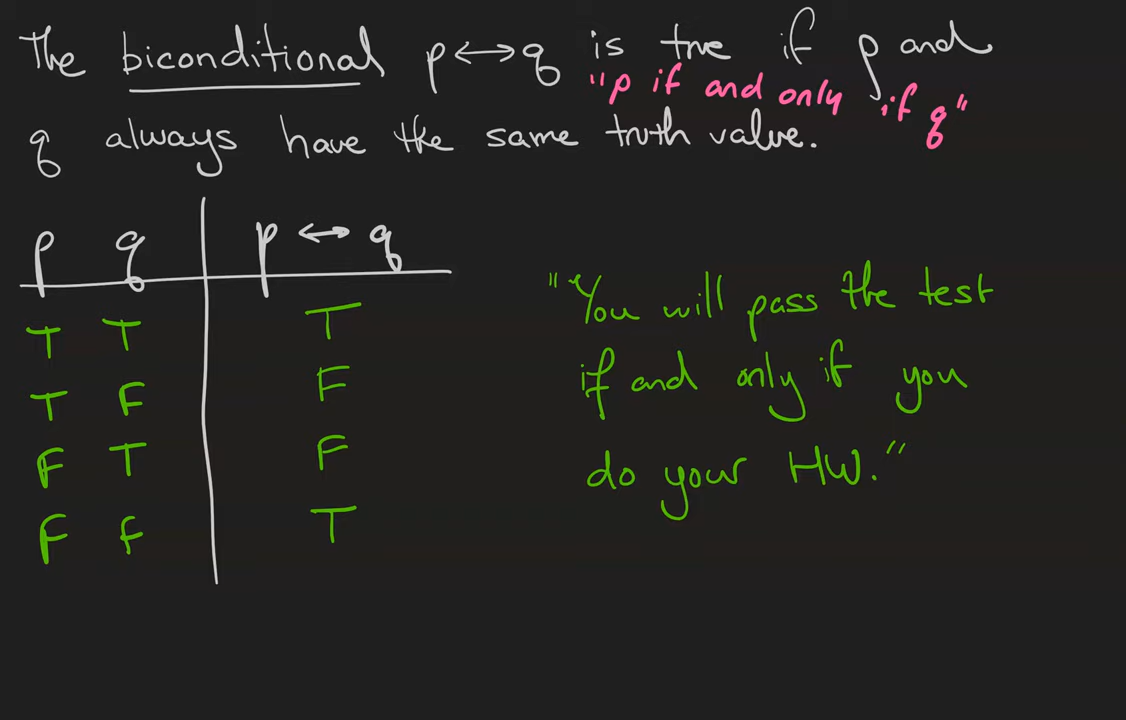 The biconditional p ↔ q is true if p and
"p if and only if q"
q always have the same truth value.
p q p ↔ q
T T T
T F F
F T F
F F T
"You will pass the test
if and only if you
do your HW."